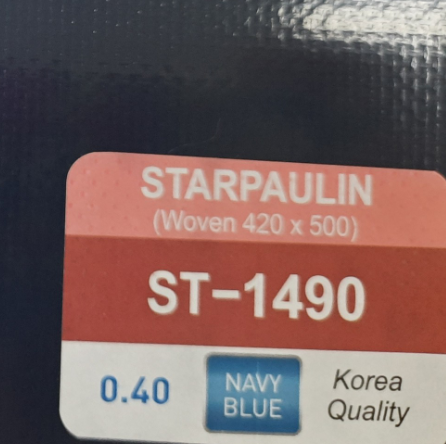 STARPAULIN
(Woven 420 x 500)
ST-1490
0.40
NAVY
BLUE
Korea
Quality